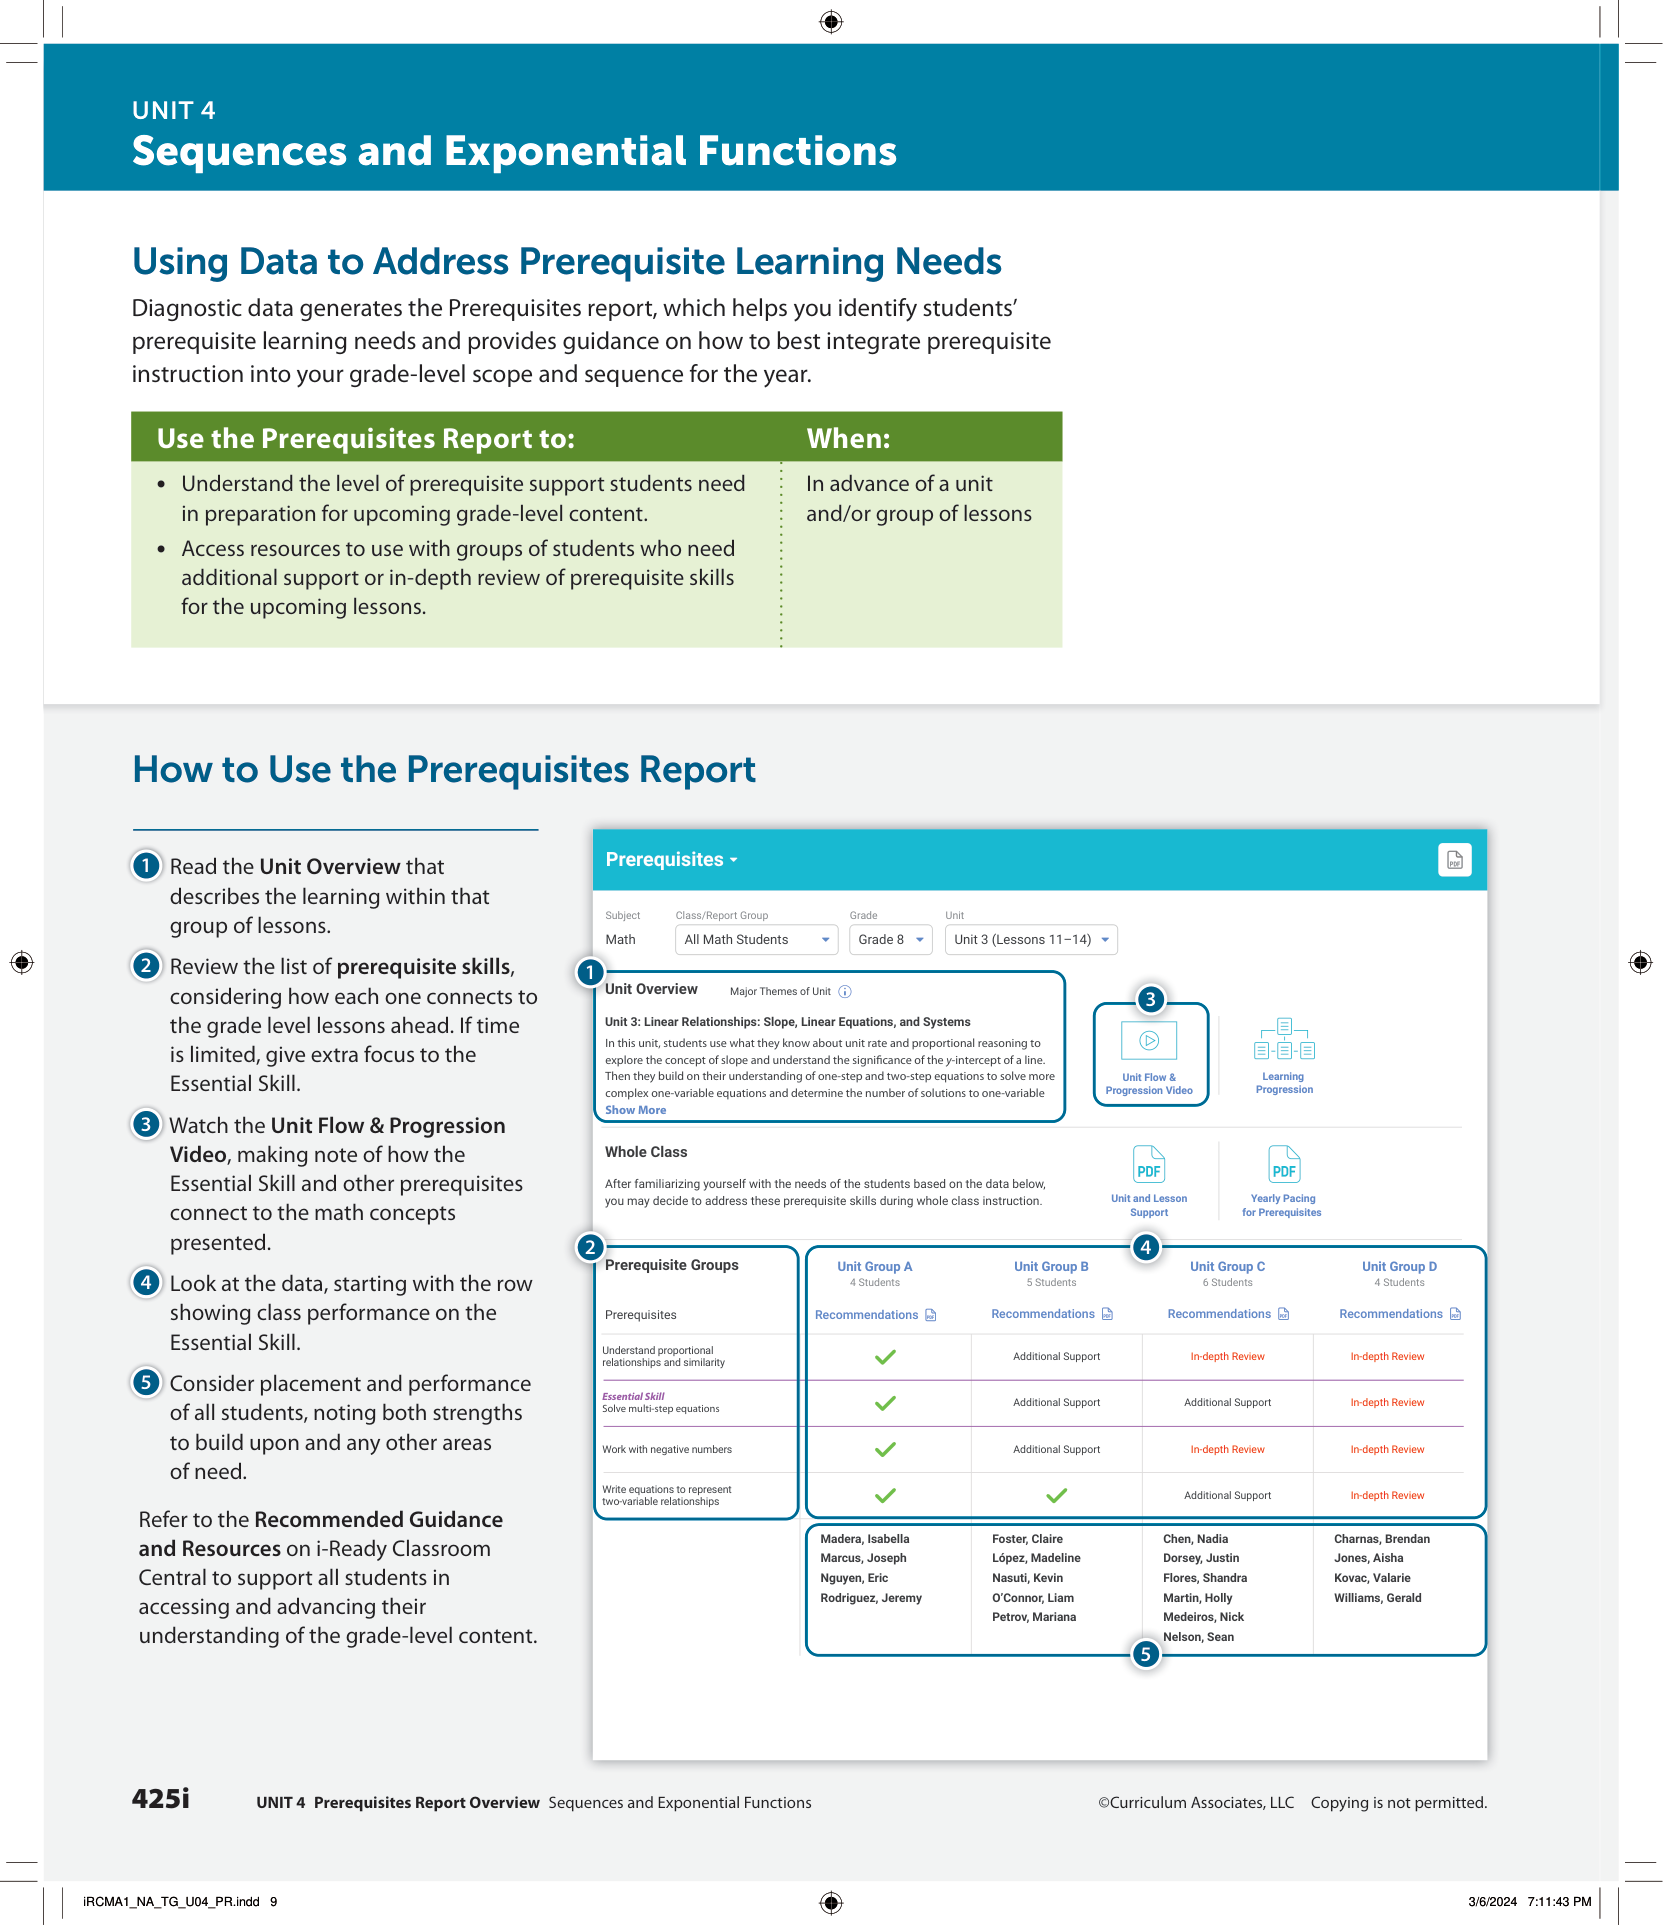 UNIT 4
Sequences and Exponential Functions
Using Data to Address Prerequisite Learning Needs
Diagnostic data generates the Prerequisites report, which helps you identify students’
prerequisite learning needs and provides guidance on how to best integrate prerequisite
instruction into your grade-level scope and sequence for the year.
Use the Prerequisites Report to:
When:
• Understand the level of prerequisite support students need
in preparation for upcoming grade-level content.
• Access resources to use with groups of students who need
additional support or in-depth review of prerequisite skills
for the upcoming lessons.
In advance of a unit
and/or group of lessons
How to Use the Prerequisites Report
1 Read the Unit Overview that
describes the learning within that
group of lessons.
2 Review the list of prerequisite skills,
considering how each one connects to
the grade level lessons ahead. If time
is limited, give extra focus to the
Essential Skill.
3 Watch the Unit Flow & Progression
Video, making note of how the
Essential Skill and other prerequisites
connect to the math concepts
presented.
4 Look at the data, starting with the row
showing class performance on the
Essential Skill.
5 Consider placement and performance
of all students, noting both strengths
to build upon and any other areas
of need.
Refer to the Recommended Guidance
and Resources on i-Ready Classroom
Central to support all students in
accessing and advancing their
understanding of the grade-level content.
Prerequisites
PDF
Subject Class/Report Group Grade Unit
Math All Math Students Grade 8 Unit 3 (Lessons 11–14)
1
Unit Overview Major Themes of Unit i
Unit 3: Linear Relationships: Slope, Linear Equations, and Systems
In this unit, students use what they know about unit rate and proportional reasoning to
explore the concept of slope and understand the significance of the y-intercept of a line.
Then they build on their understanding of one-step and two-step equations to solve more
complex one-variable equations and determine the number of solutions to one-variable
Show More
3
Unit Flow &
Progression Video
Learning
Progression
Whole Class
After familiarizing yourself with the needs of the students based on the data below,
you may decide to address these prerequisite skills during whole class instruction.
PDF
Unit and Lesson
Support
PDF
Yearly Pacing
for Prerequisites
2
4
Prerequisite Groups Unit Group A Unit Group B Unit Group C Unit Group D
4 Students 5 Students 6 Students 4 Students
Prerequisites Recommendations PDF Recommendations PDF Recommendations PDF Recommendations PDF
Understand proportional
relationships and similarity
Additional Support In-depth Review In-depth Review
Essential Skill
Solve multi-step equations
Additional Support Additional Support In-depth Review
Work with negative numbers Additional Support In-depth Review In-depth Review
Write equations to represent
two-variable relationships
Additional Support In-depth Review
Madera, Isabella Foster, Claire Chen, Nadia Charnas, Brendan
Marcus, Joseph López, Madeline Dorsey, Justin Jones, Aisha
Nguyen, Eric Nasuti, Kevin Flores, Shandra Kovac, Valarie
Rodriguez, Jeremy O’Connor, Liam Martin, Holly Williams, Gerald
Petrov, Mariana Medeiros, Nick
Nelson, Sean
5
425i UNIT 4 Prerequisites Report Overview Sequences and Exponential Functions ©Curriculum Associates, LLC Copying is not permitted.
iRCMA1_NA_TG_U04_PR.indd 9 3/6/2024 7:11:43 PM